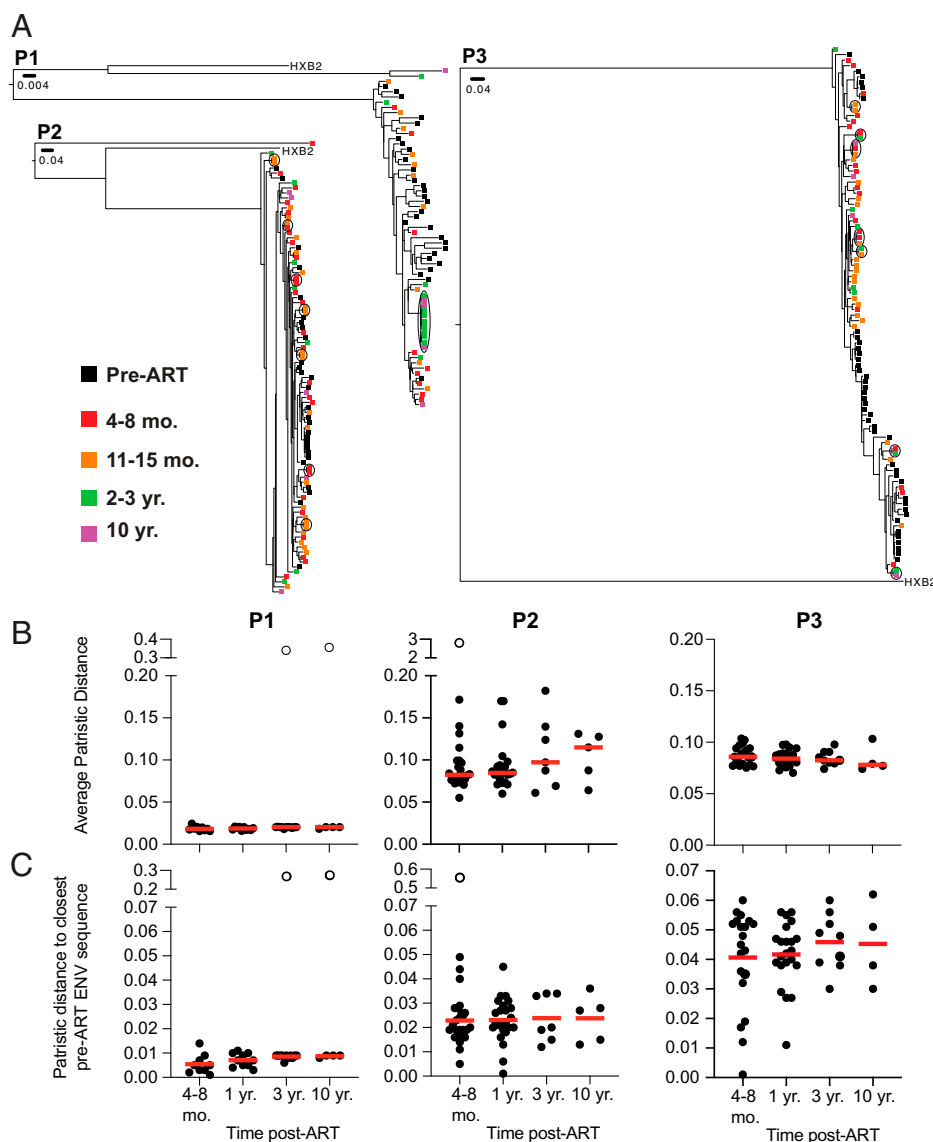 A
P1
HXB2
0.004
P2
HXB2
0.04
P3
0.04
HXB2
Pre-ART
4-8 mo.
11-15 mo.
2-3 yr.
10 yr.
B
P1
P2
P3
Average Patristic Distance
0.4
0.3
0.20
0.15
0.10
0.05
0.00
3
2
0.20
0.15
0.10
0.05
0.00
0.20
0.15
0.10
0.05
0.00
C
Patristic distance to closest
pre-ART ENV sequence
0.3
0.2
0.07
0.06
0.05
0.04
0.03
0.02
0.01
0.00
0.6
0.5
0.07
0.06
0.05
0.04
0.03
0.02
0.01
0.00
0.07
0.06
0.05
0.04
0.03
0.02
0.01
0.00
4-8 mo. 1 yr. 3 yr. 10 yr.
Time post-ART
4-8 mo. 1 yr. 3 yr. 10 yr.
Time post-ART
4-8 mo. 1 yr. 3 yr. 10 yr.
Time post-ART